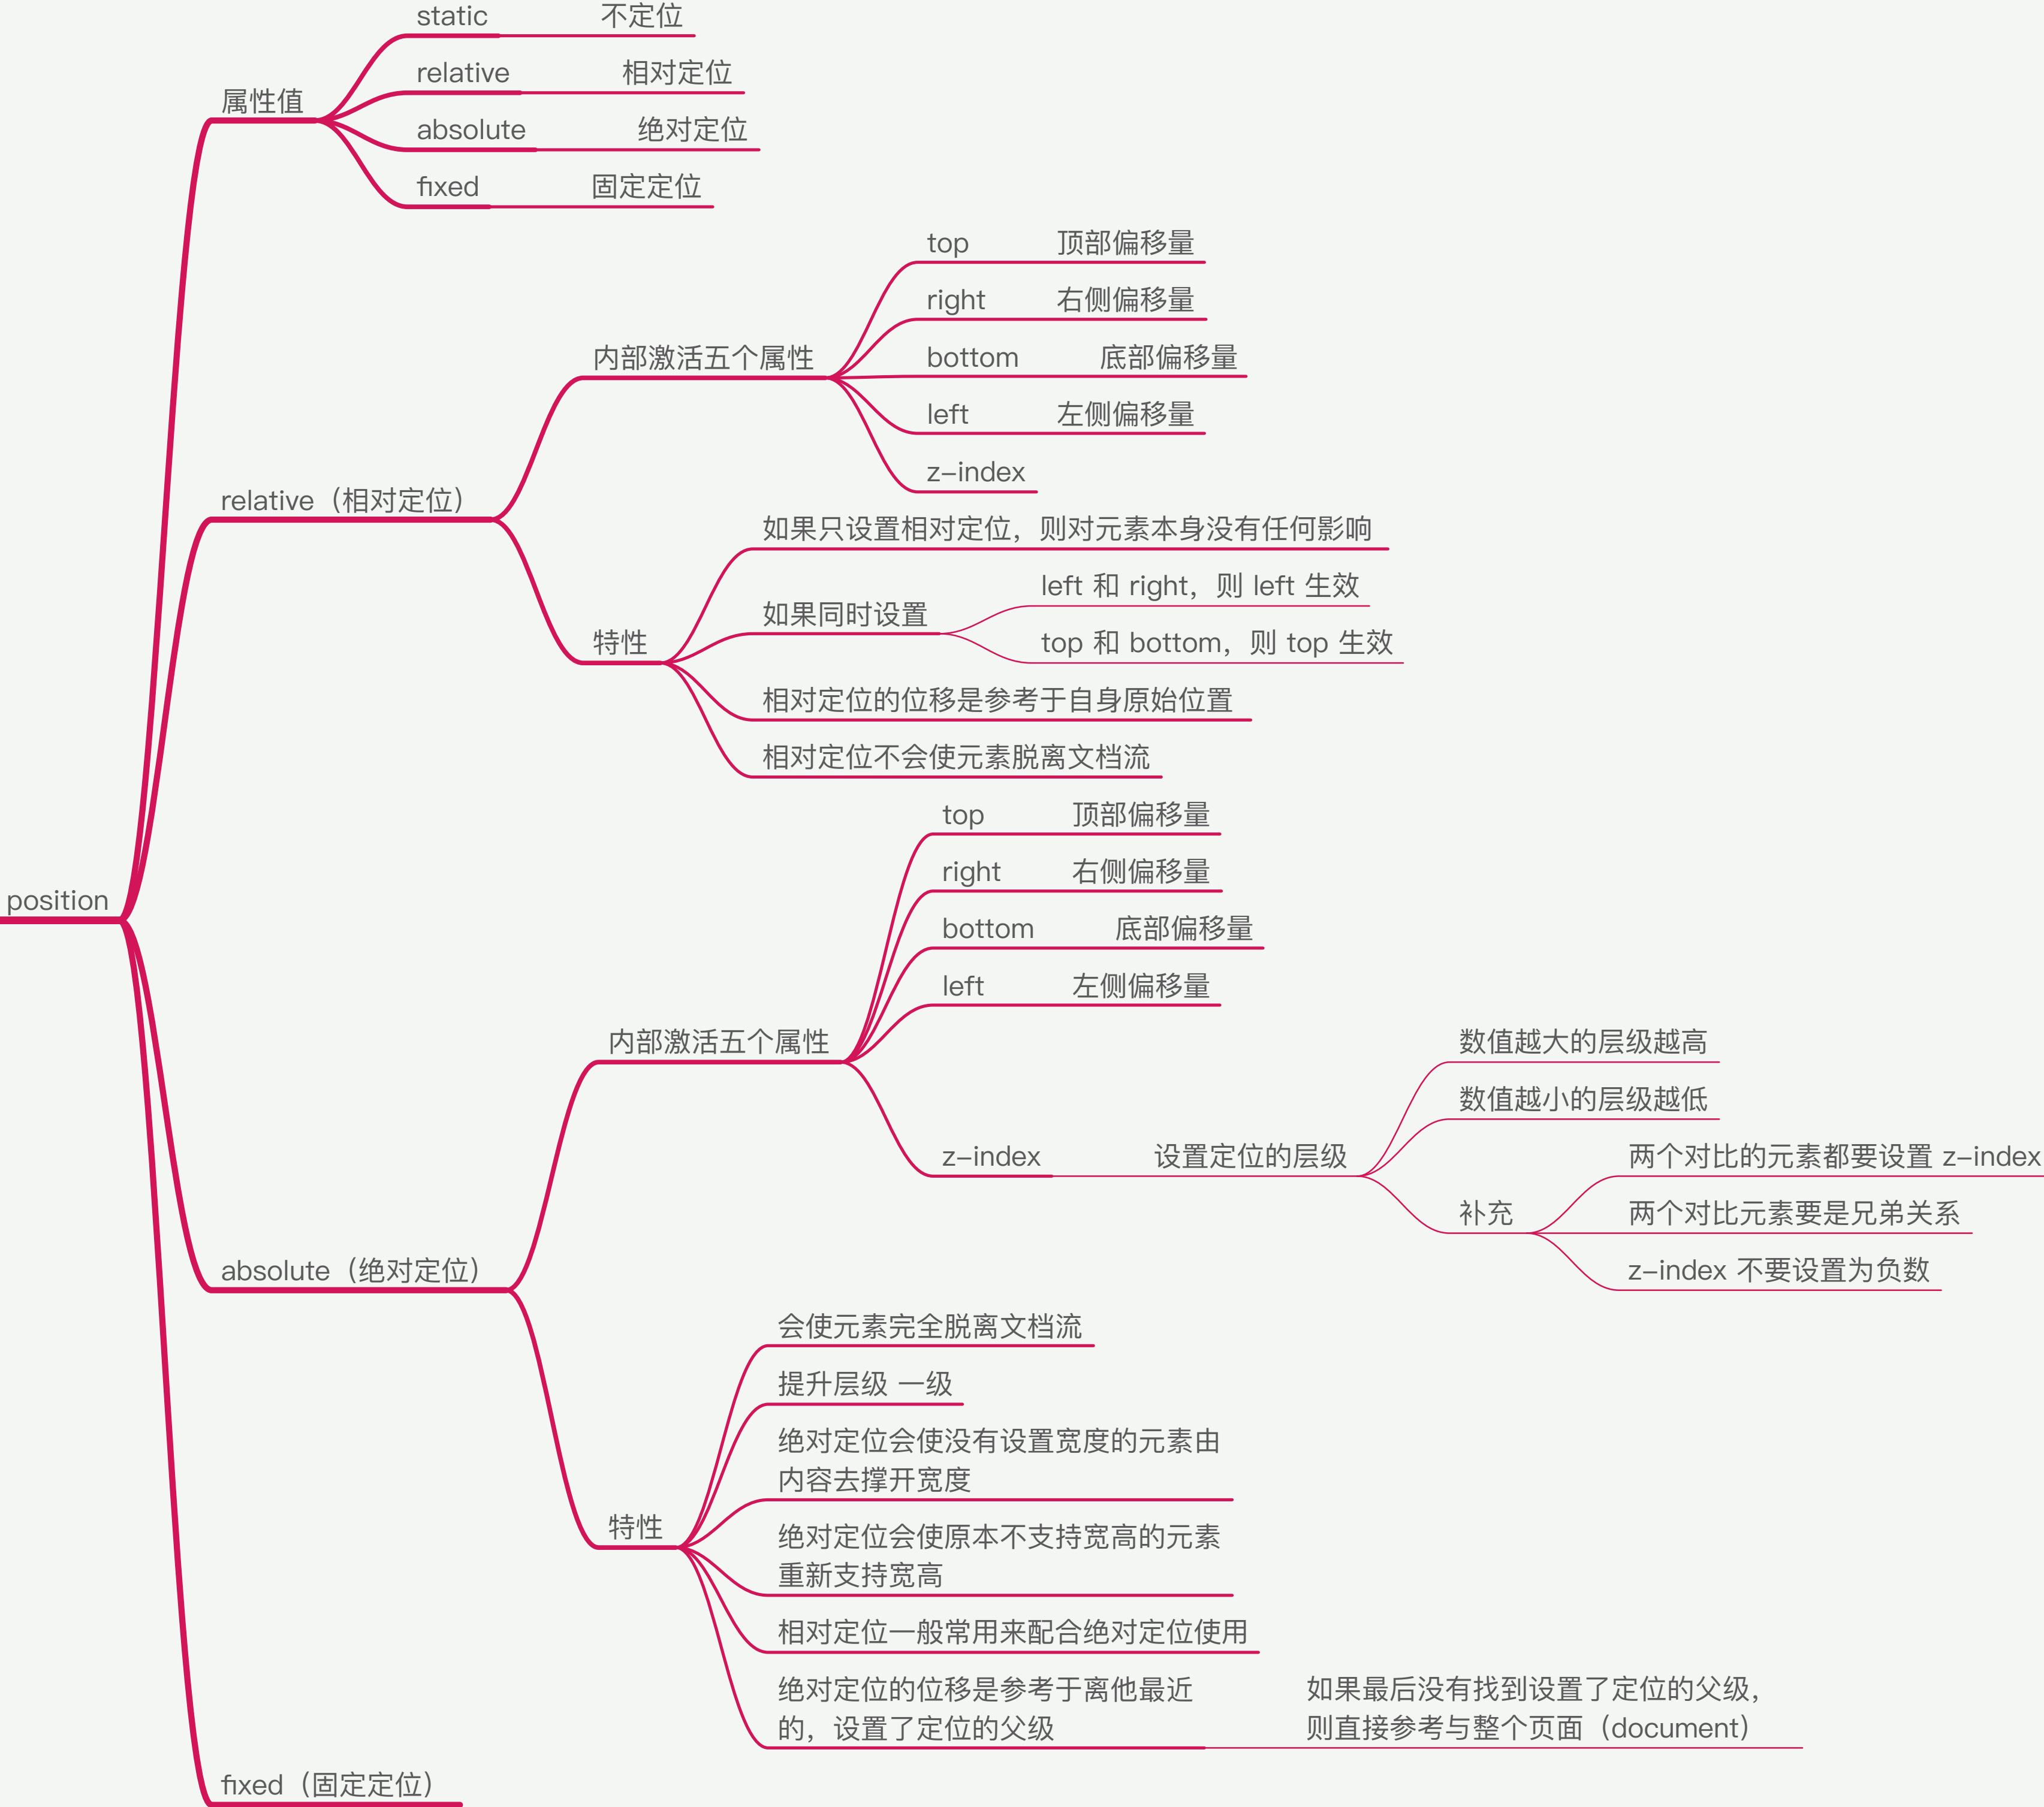 position
属性值
static 不定位
relative 相对定位
absolute 绝对定位
fixed 固定定位
relative（相对定位）
内部激活五个属性
top 顶部偏移量
right 右侧偏移量
bottom 底部偏移量
left 左侧偏移量
z-index
特性
如果只设置相对定位，则对元素本身没有任何影响
如果同时设置
left 和 right，则 left 生效
top 和 bottom，则 top 生效
相对定位的位移是参考于自身原始位置
相对定位不会使元素脱离文档流
absolute（绝对定位）
内部激活五个属性
top 顶部偏移量
right 右侧偏移量
bottom 底部偏移量
left 左侧偏移量
z-index 设置定位的层级
数值越大的层级越高
数值越小的层级越低
补充
两个对比的元素都要设置 z-index
两个对比元素要是兄弟关系
z-index 不要设置为负数
特性
会使元素完全脱离文档流
提升层级 一级
绝对定位会使没有设置宽度的元素由
内容去撑开宽度
绝对定位会使原本不支持宽高的元素
重新支持宽高
相对定位一般常用来配合绝对定位使用
绝对定位的位移是参考于离他最近
的，设置了定位的父级
如果最后没有找到设置了定位的父级，
则直接参考与整个页面（document）
fixed（固定定位）